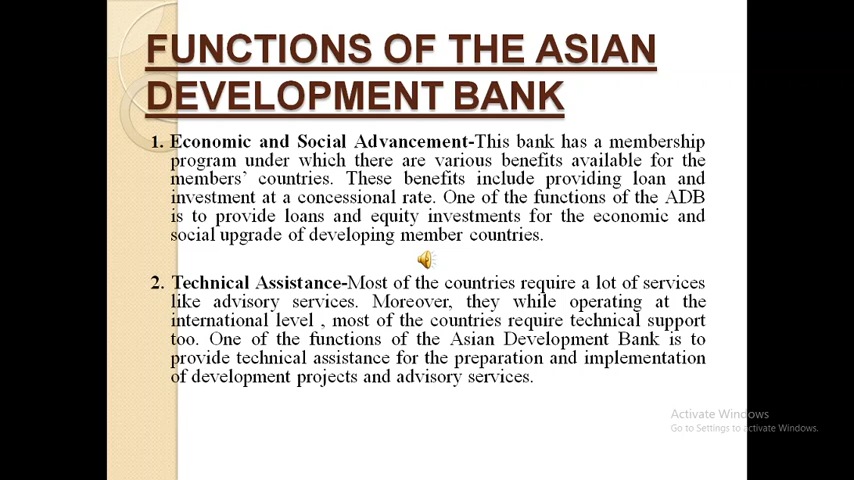 FUNCTIONS OF THE ASIAN
DEVELOPMENT BANK
1. Economic and Social Advancement-This bank has a membership
program under which there are various benefits available for the
members’ countries. These benefits include providing loan and
investment at a concessional rate. One of the functions of the ADB
is to provide loans and equity investments for the economic and
social upgrade of developing member countries.
2. Technical Assistance-Most of the countries require a lot of services
like advisory services. Moreover, they while operating at the
international level , most of the countries require technical support
too. One of the functions of the Asian Development Bank is to
provide technical assistance for the preparation and implementation
of development projects and advisory services.
Activate Windows
Go to Settings to activate Windows.